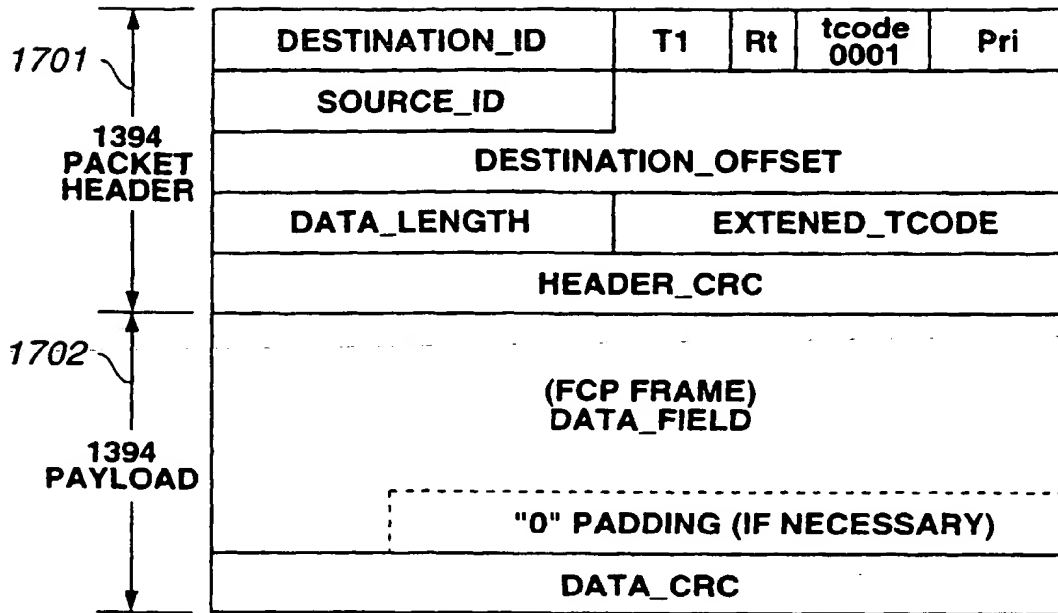 DESTINATION_ID T1 Rt tcode 0001 Pri
1701
SOURCE_ID
1394
PACKET
HEADER
DESTINATION_OFFSET
DATA_LENGTH EXTENED_TCODE
HEADER_CRC
1702
(FCP FRAME)
DATA_FIELD
1394
PAYLOAD
"0" PADDING (IF NECESSARY)
DATA_CRC